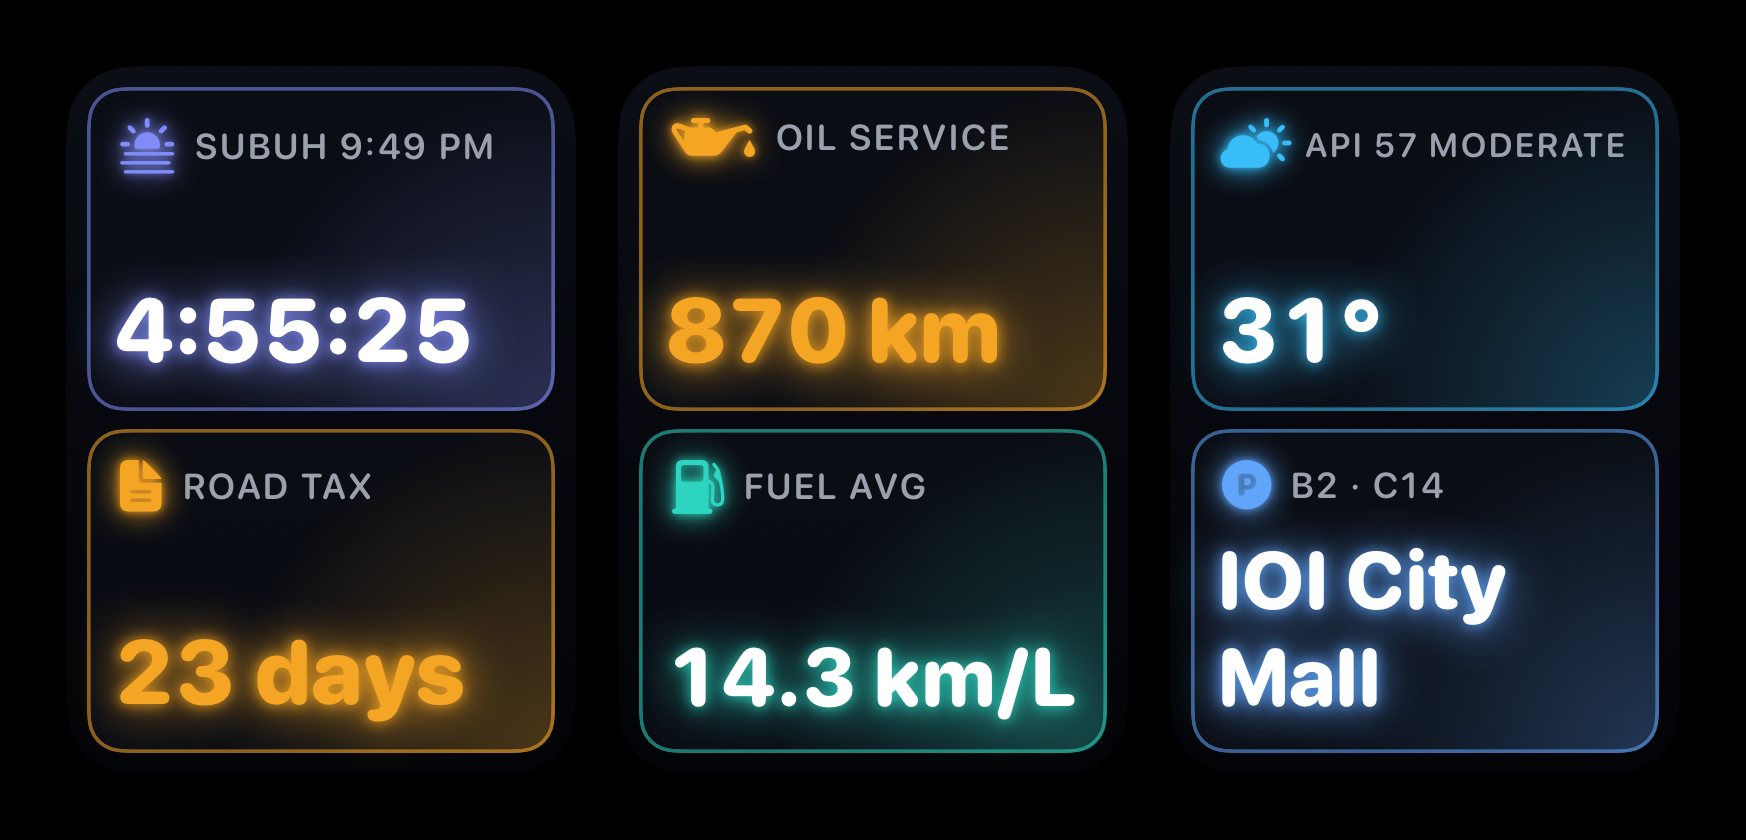 SUBUH 9:49 PM
4:55:25
ROAD TAX
23 days
OIL SERVICE
870 km
FUEL AVG
14.3 km/L
API 57 MODERATE
31°
P B2 · C14
IOI City
Mall